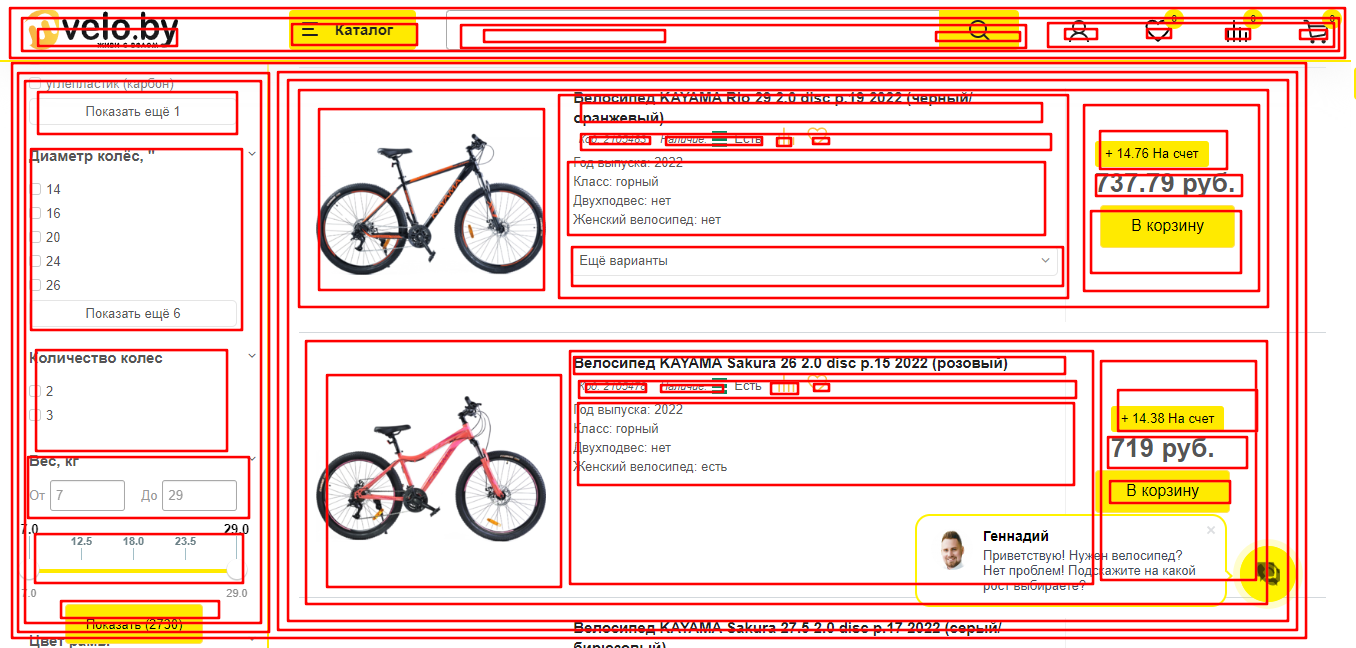 velo.by
живи с велом
Каталог
0
0
0
углепластик (карбон)
Показать ещё 1
Диаметр колёс, "
14
16
20
24
26
Показать ещё 6
Количество колес
2
3
Вес, кг
От 7 До 29
7.0 29.0
12.5 18.0 23.5
7.0 29.0
Показать (2730)
Цвет рамы
Велосипед KAYAMA Rio 29 2.0 disc р.19 2022 (черный/
оранжевый)
Код: Наличие: Есть
Год выпуска: 2022
Класс: горный
Двухподвес: нет
Женский велосипед: нет
Ещё варианты
+ 14.76 На счет
737.79 руб.
В корзину
Велосипед KAYAMA Sakura 26 2.0 disc р.15 2022 (розовый)
Код: Наличие: Есть
Год выпуска: 2022
Класс: горный
Двухподвес: нет
Женский велосипед: есть
+ 14.38 На счет
719 руб.
В корзину
Геннадий
Приветствую! Нужен велосипед?
Нет проблем! Подскажите на какой
рост выбираете?
Велосипед KAYAMA Sakura 27.5 2.0 disc р.17 2022 (серый/
бирюзовый)